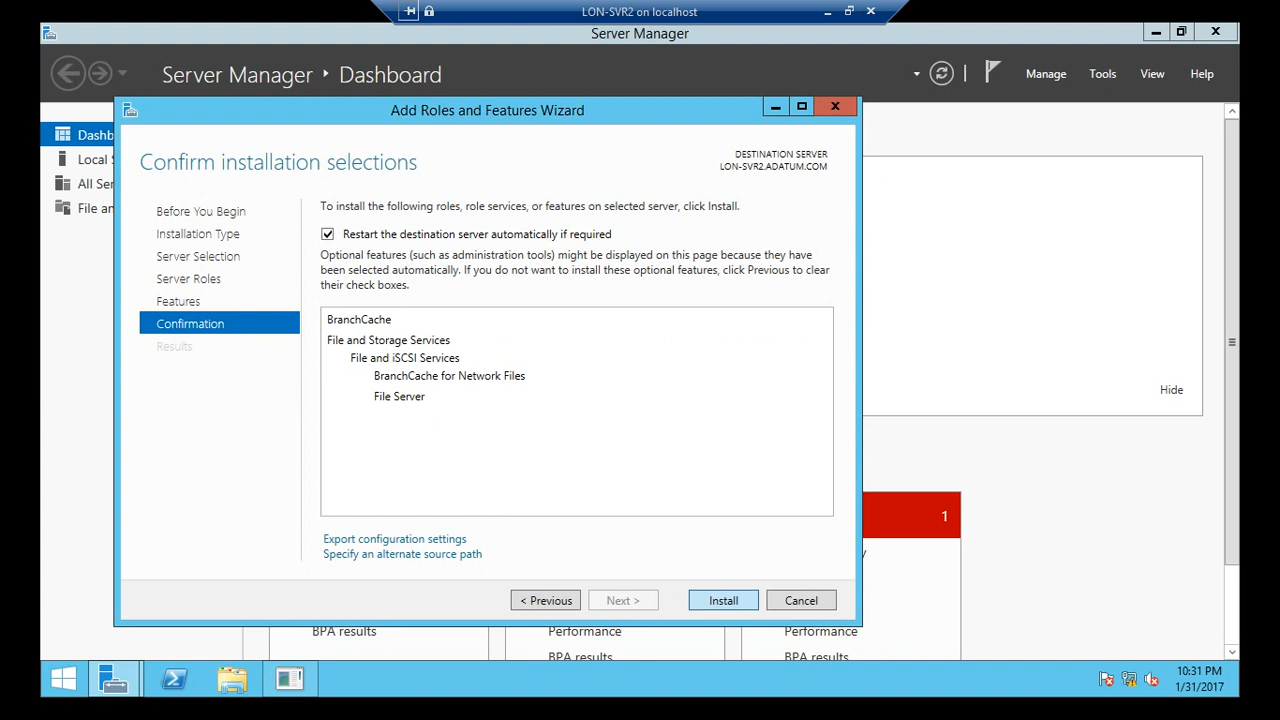 LON-SVR2 on localhost
Server Manager
Server Manager ‣ Dashboard
Manage
Tools
View
Help
Add Roles and Features Wizard
Dashb
Local
All Ser
File an
Confirm installation selections
DESTINATION SERVER
LON-SVR2.ADATUM.COM
Before You Begin
Installation Type
Server Selection
Server Roles
Features
Confirmation
Results
To install the following roles, role services, or features on selected server, click Install.
Restart the destination server automatically if required
Optional features (such as administration tools) might be displayed on this page because they have
been selected automatically. If you do not want to install these optional features, click Previous to clear
their check boxes.
BranchCache
File and Storage Services
File and iSCSI Services
BranchCache for Network Files
File Server
Export configuration settings
Specify an alternate source path
< Previous
Next >
Install
Cancel
Hide
1
BPA results
Performance
BPA results
Performance
BPA results
10:31 PM
1/31/2017